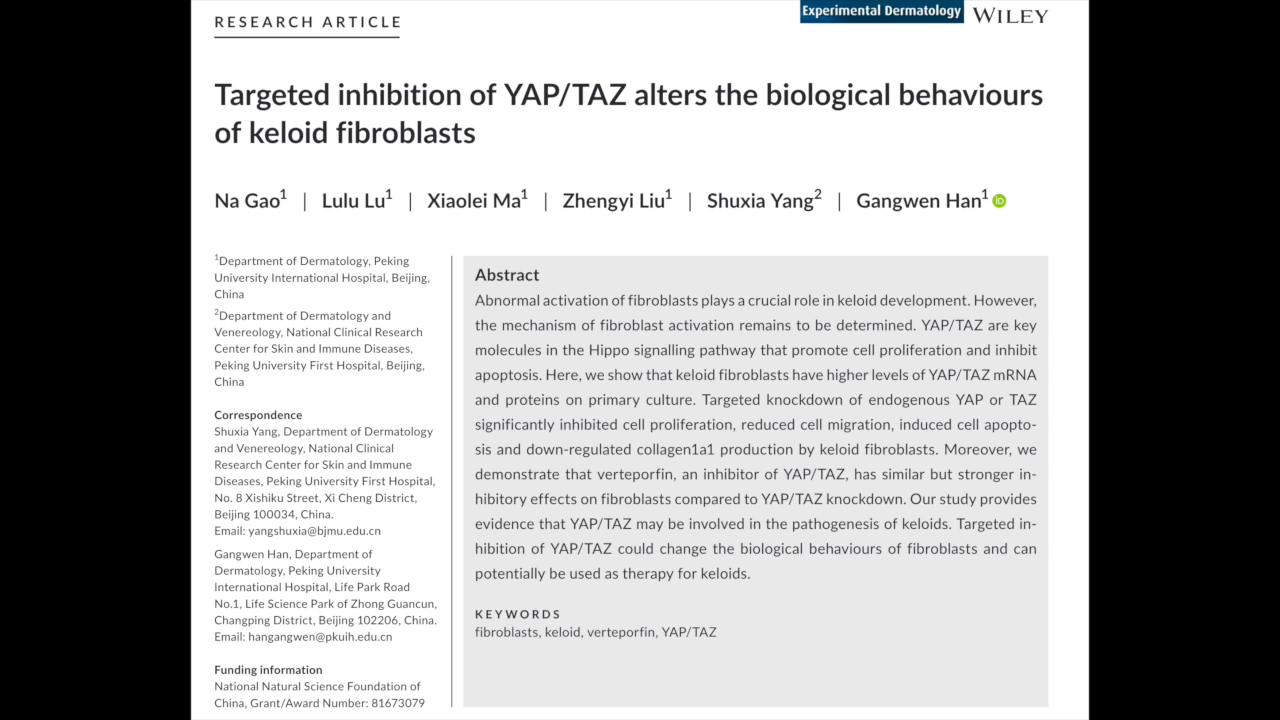 RESEARCH ARTICLE
Experimental Dermatology WILEY
Targeted inhibition of YAP/TAZ alters the biological behaviours
of keloid fibroblasts
Na Gao1 | Lulu Lu1 | Xiaolei Ma1 | Zhengyi Liu1 | Shuxia Yang2 | Gangwen Han1 iD
1Department of Dermatology, Peking
University International Hospital, Beijing,
China
2Department of Dermatology and
Venereology, National Clinical Research
Center for Skin and Immune Diseases,
Peking University First Hospital, Beijing,
China
Correspondence
Shuxia Yang, Department of Dermatology
and Venereology, National Clinical
Research Center for Skin and Immune
Diseases, Peking University First Hospital,
No. 8 Xishiku Street, Xi Cheng District,
Beijing 100034, China.
Email: yangshuxia@bjmu.edu.cn
Gangwen Han, Department of
Dermatology, Peking University
International Hospital, Life Park Road
No.1, Life Science Park of Zhong Guancun,
Changping District, Beijing 102206, China.
Email: hangangwen@pkuih.edu.cn
Funding information
National Natural Science Foundation of
China, Grant/Award Number: 81673079
Abstract
Abnormal activation of fibroblasts plays a crucial role in keloid development. However,
the mechanism of fibroblast activation remains to be determined. YAP/TAZ are key
molecules in the Hippo signalling pathway that promote cell proliferation and inhibit
apoptosis. Here, we show that keloid fibroblasts have higher levels of YAP/TAZ mRNA
and proteins on primary culture. Targeted knockdown of endogenous YAP or TAZ
significantly inhibited cell proliferation, reduced cell migration, induced cell apopto-
sis and down-regulated collagen1a1 production by keloid fibroblasts. Moreover, we
demonstrate that verteporfin, an inhibitor of YAP/TAZ, has similar but stronger in-
hibitory effects on fibroblasts compared to YAP/TAZ knockdown. Our study provides
evidence that YAP/TAZ may be involved in the pathogenesis of keloids. Targeted in-
hibition of YAP/TAZ could change the biological behaviours of fibroblasts and can
potentially be used as therapy for keloids.
KEYWORDS
fibroblasts, keloid, verteporfin, YAP/TAZ